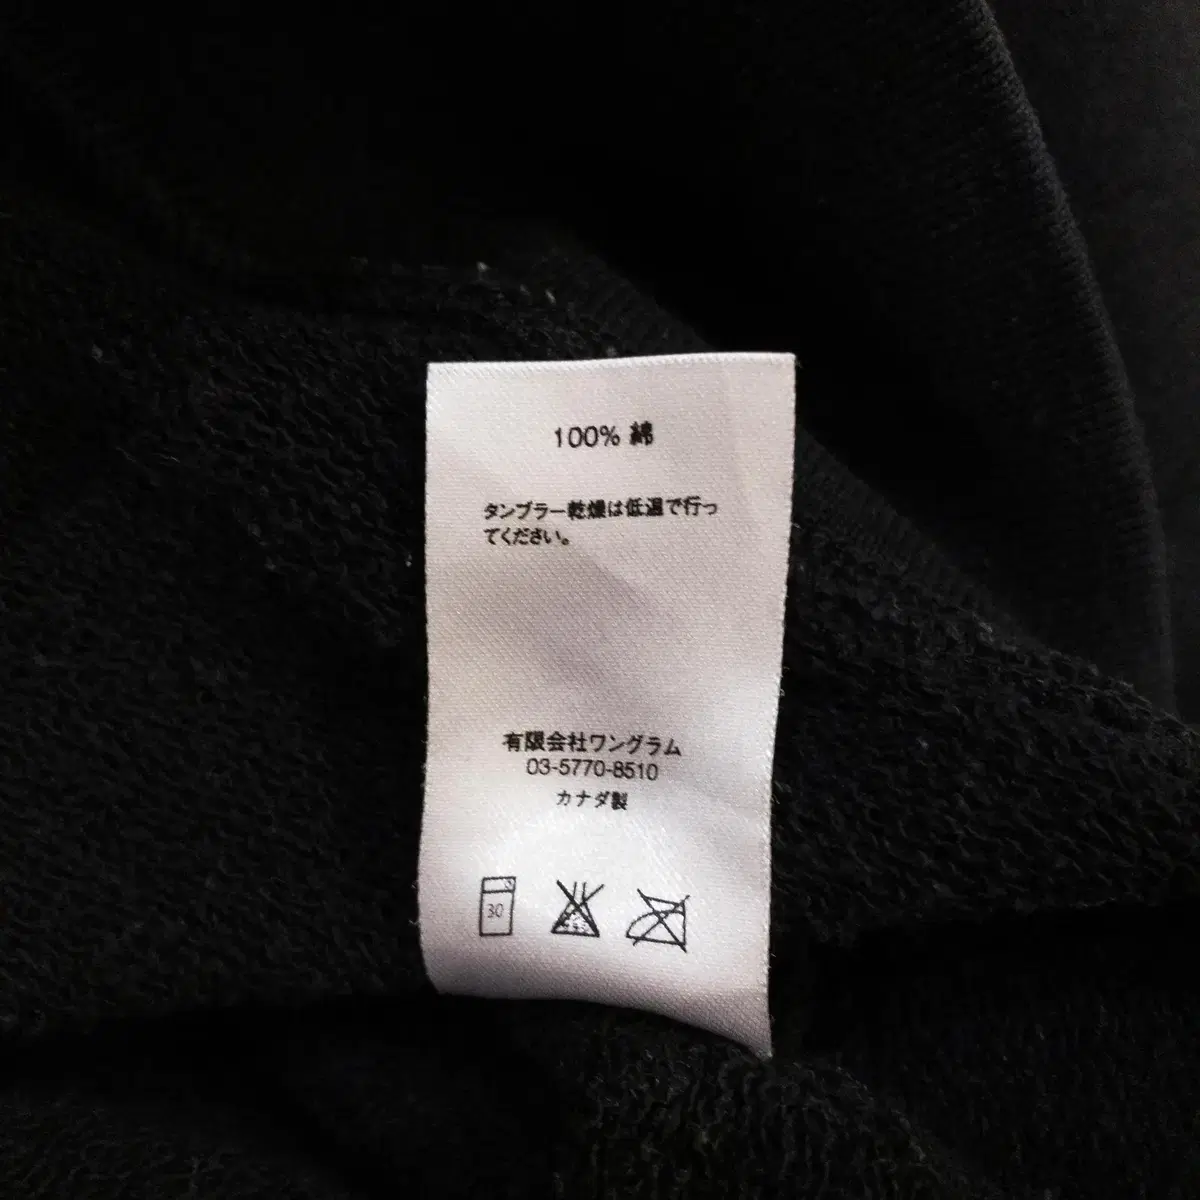 100% 綿
タンブラー乾燥は低温で行っ
てください。
有限会社ワングラム
03-5770-8510
カナダ製
30